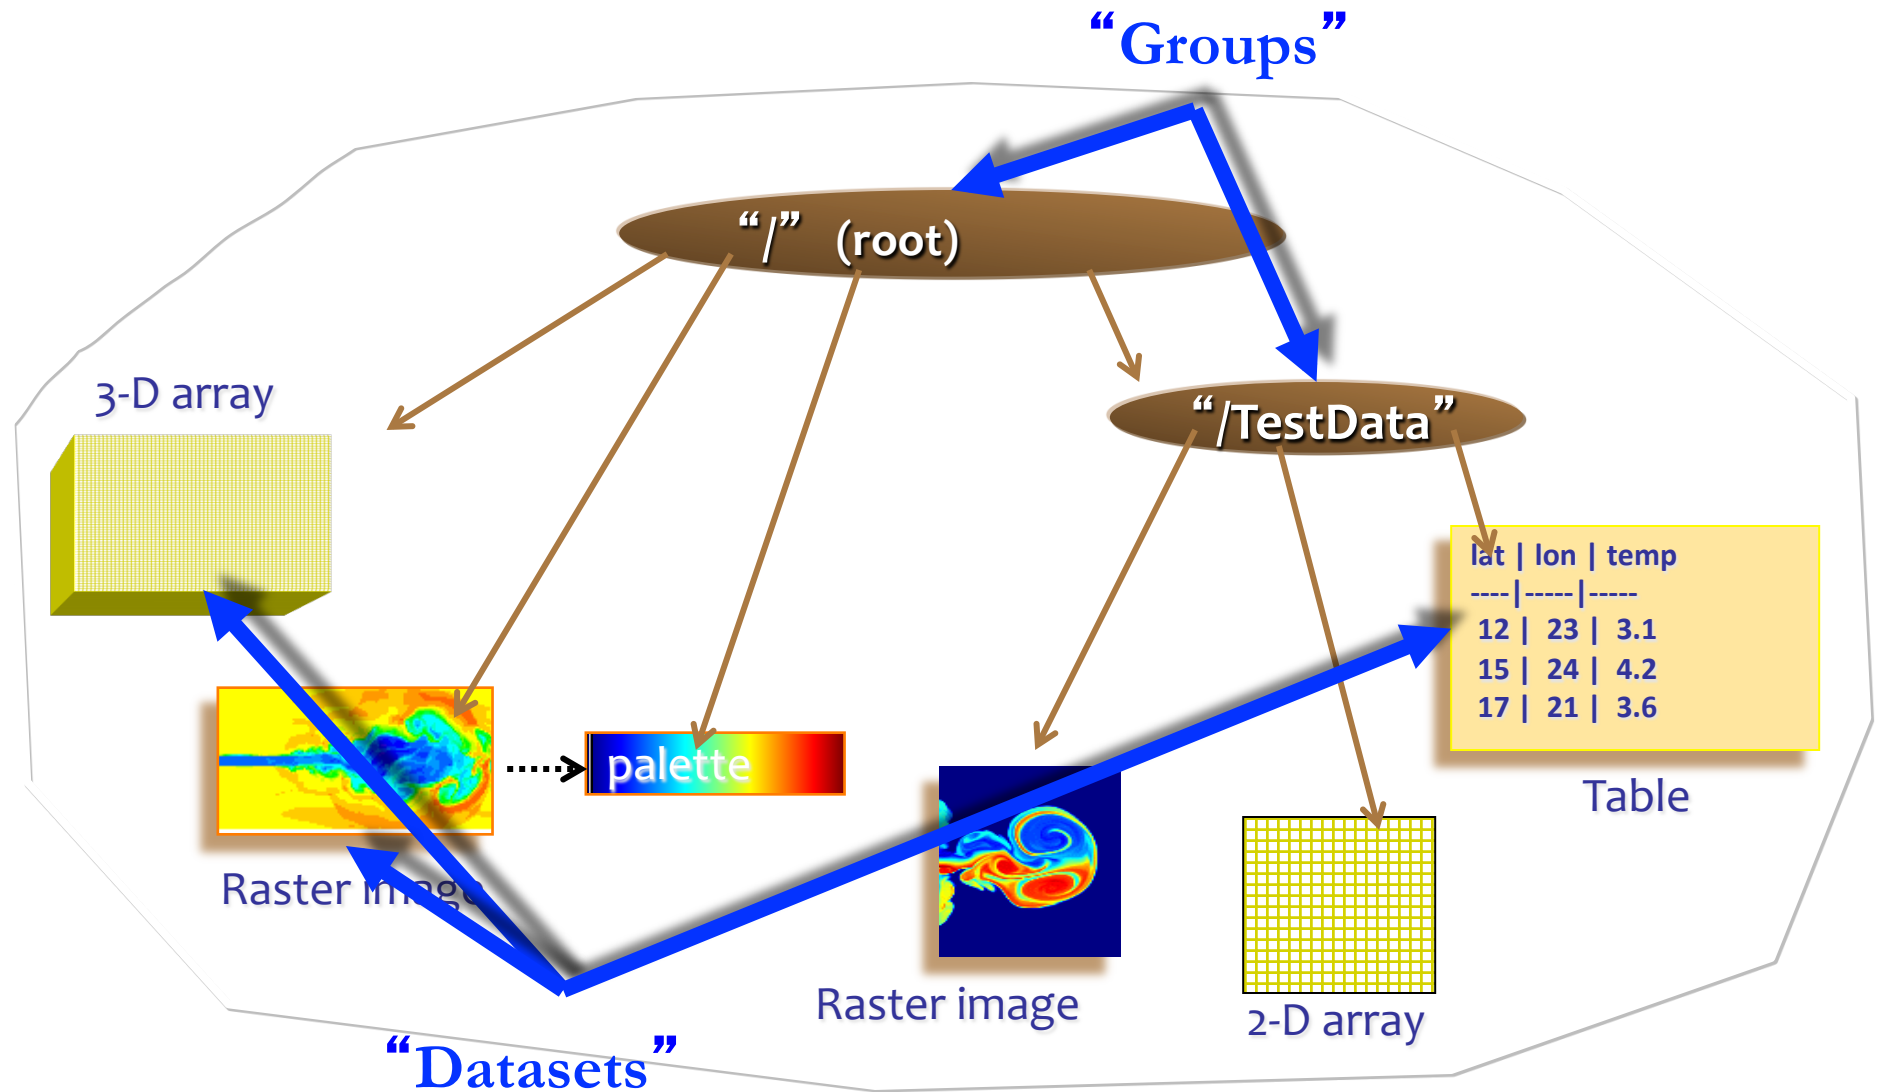 “Groups”
“/” (root)
3-D array
“/TestData”
lat | lon | temp
----|-----|-----
12 | 23 | 3.1
15 | 24 | 4.2
17 | 21 | 3.6
palette
Table
Raster image
Raster image
2-D array
“Datasets”